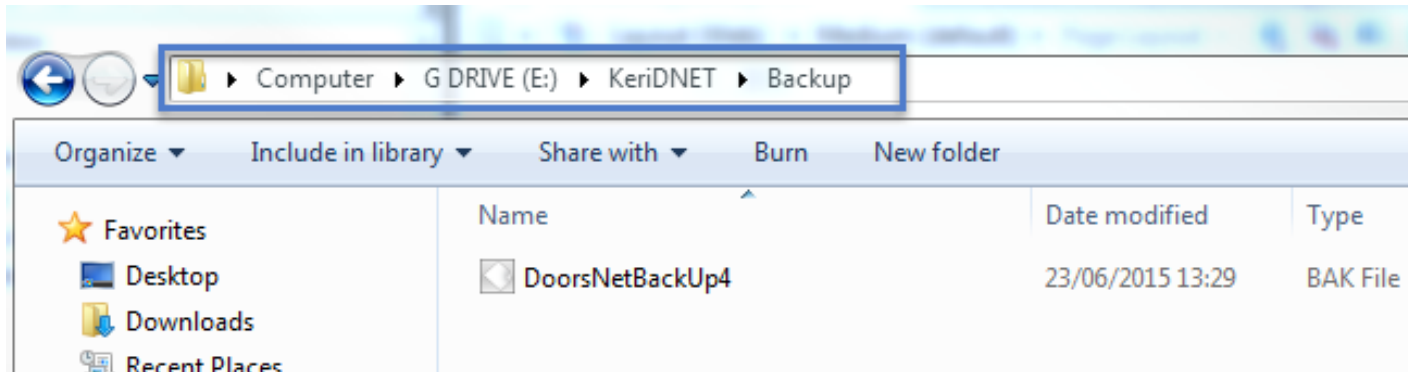 Computer G DRIVE (E:) KeriDNET Backup
Organize Include in library Share with Burn New folder
Favorites
Desktop
Downloads
Recent Places
Name Date modified Type
DoorsNetBackUp4 23/06/2015 13:29 BAK File